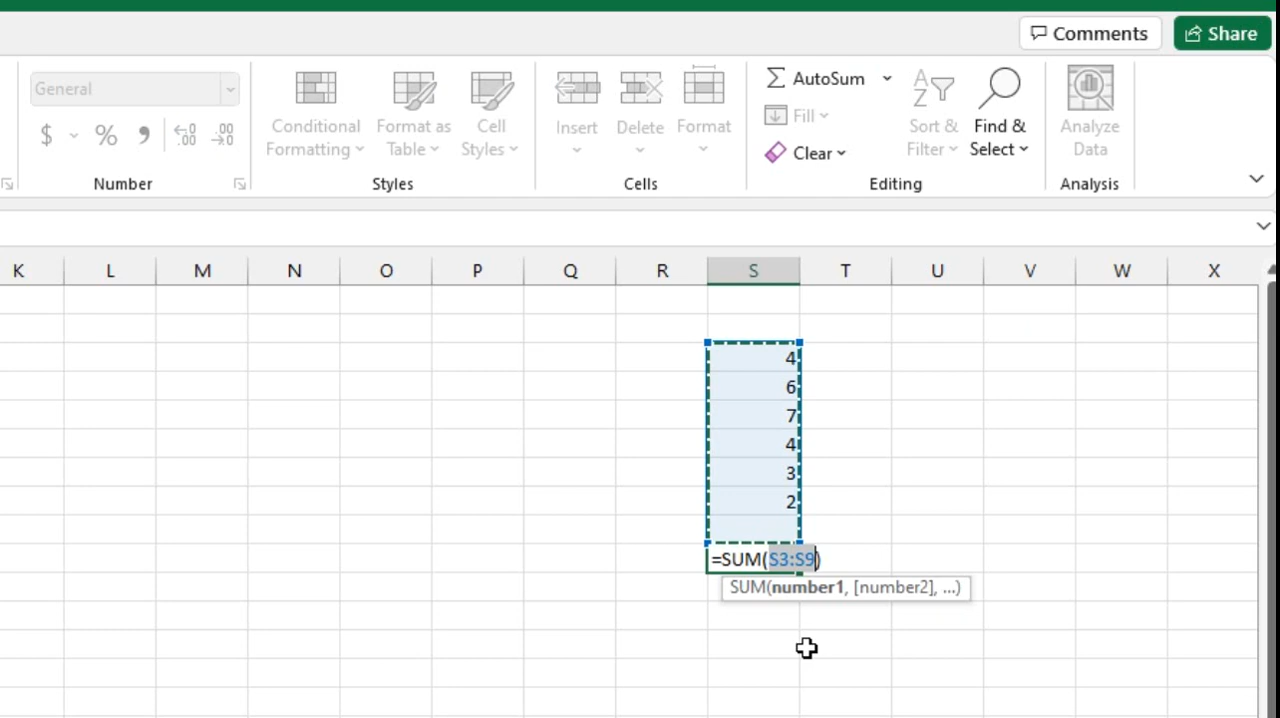 Comments Share
General
$ % 9 .00 .00
Conditional Formatting
Format as Table
Cell Styles
Insert
Delete
Format
AutoSum
Fill
Clear
Sort & Filter
Find & Select
Analyze Data
Number Styles Cells Editing Analysis
K L M N O P Q R S T U V W X
4
6
7
4
3
2
=SUM(S3:S9)
SUM(number1, [number2], ...)